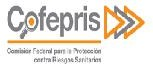 Cofepris
Comisión Federal para la Protección
contra Riesgos Sanitarios